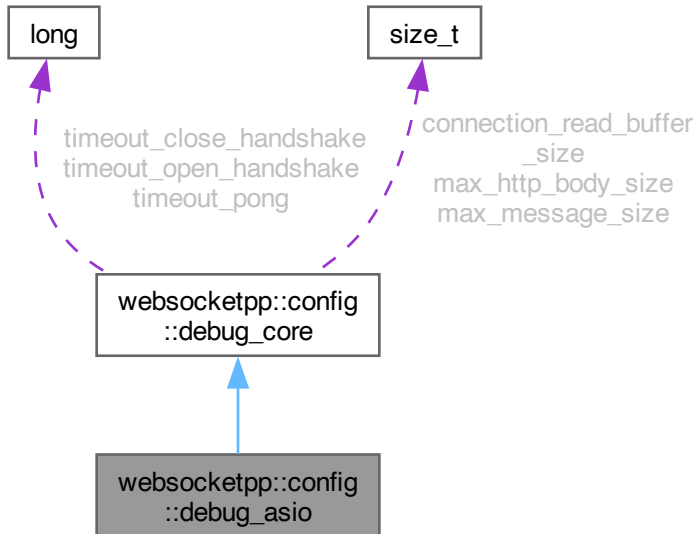 long
size_t
timeout_close_handshake
timeout_open_handshake
timeout_pong
connection_read_buffer
_size
max_http_body_size
max_message_size
websocketpp::config
::debug_core
websocketpp::config
::debug_asio